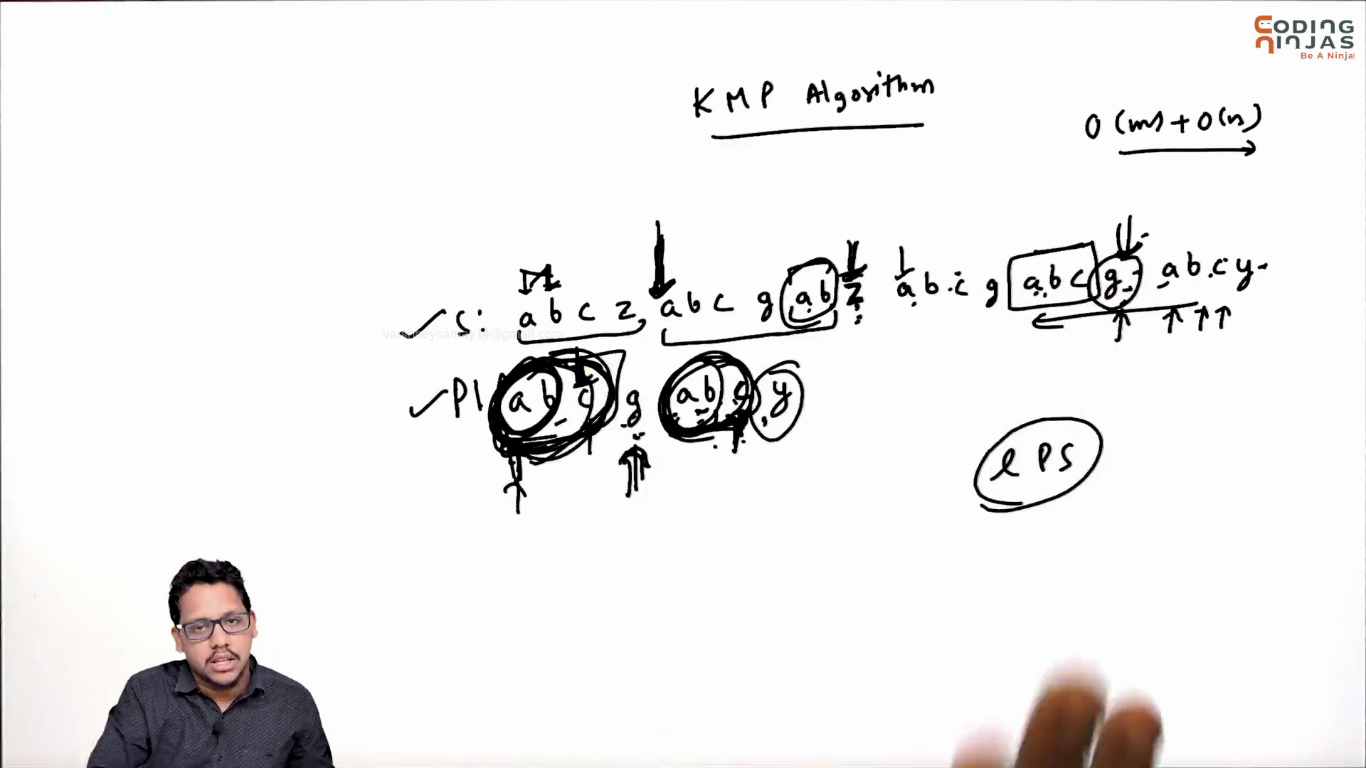 CODING
NINJAS
Be A Ninja
KMP Algorithm
O(m) + O(n)
S: a b c z a b c g a b z a b c g a b c g a b c y
P a b c g a b c y
LPS